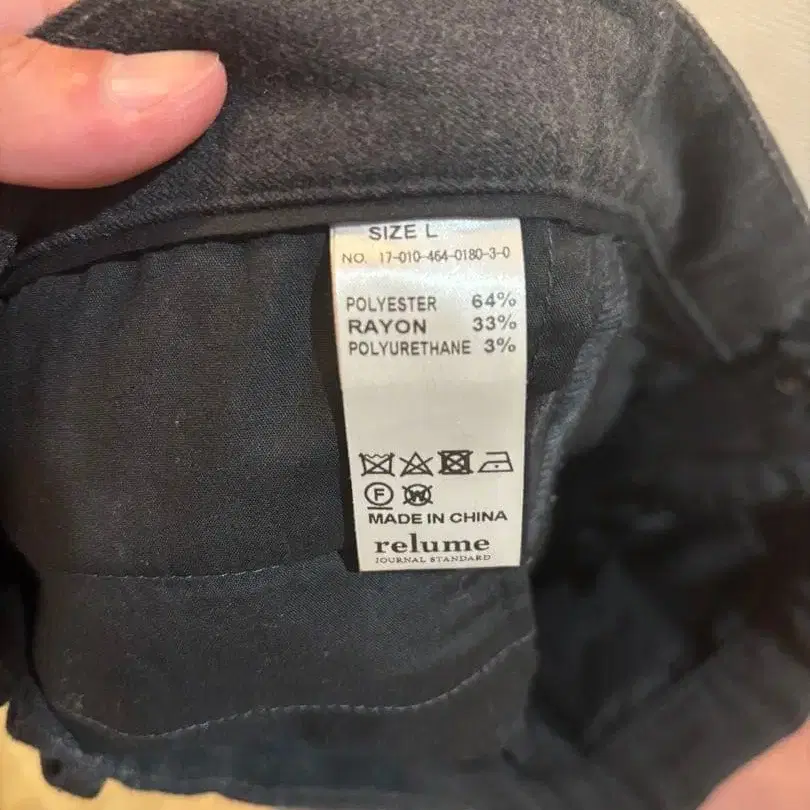 SIZE L
NO. 17-010-464-0180-3-0
POLYESTER 64%
RAYON 33%
POLYURETHANE 3%
F W
MADE IN CHINA
relume
JOURNAL STANDARD